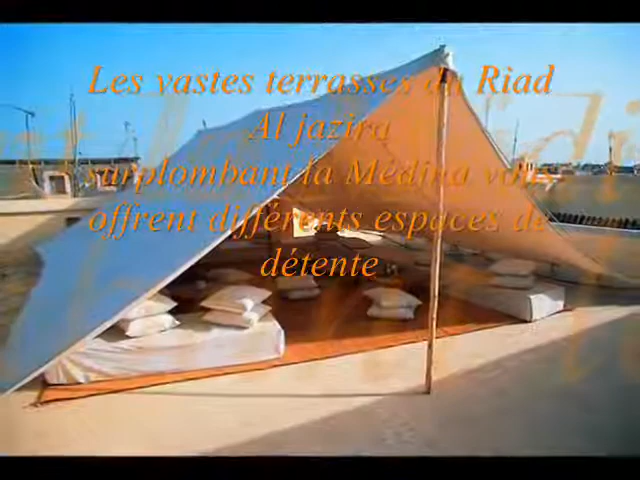 Les vastes terrasses du Riad
Al jazira
surplombant la Médina vous
offrent différents espaces de
détente